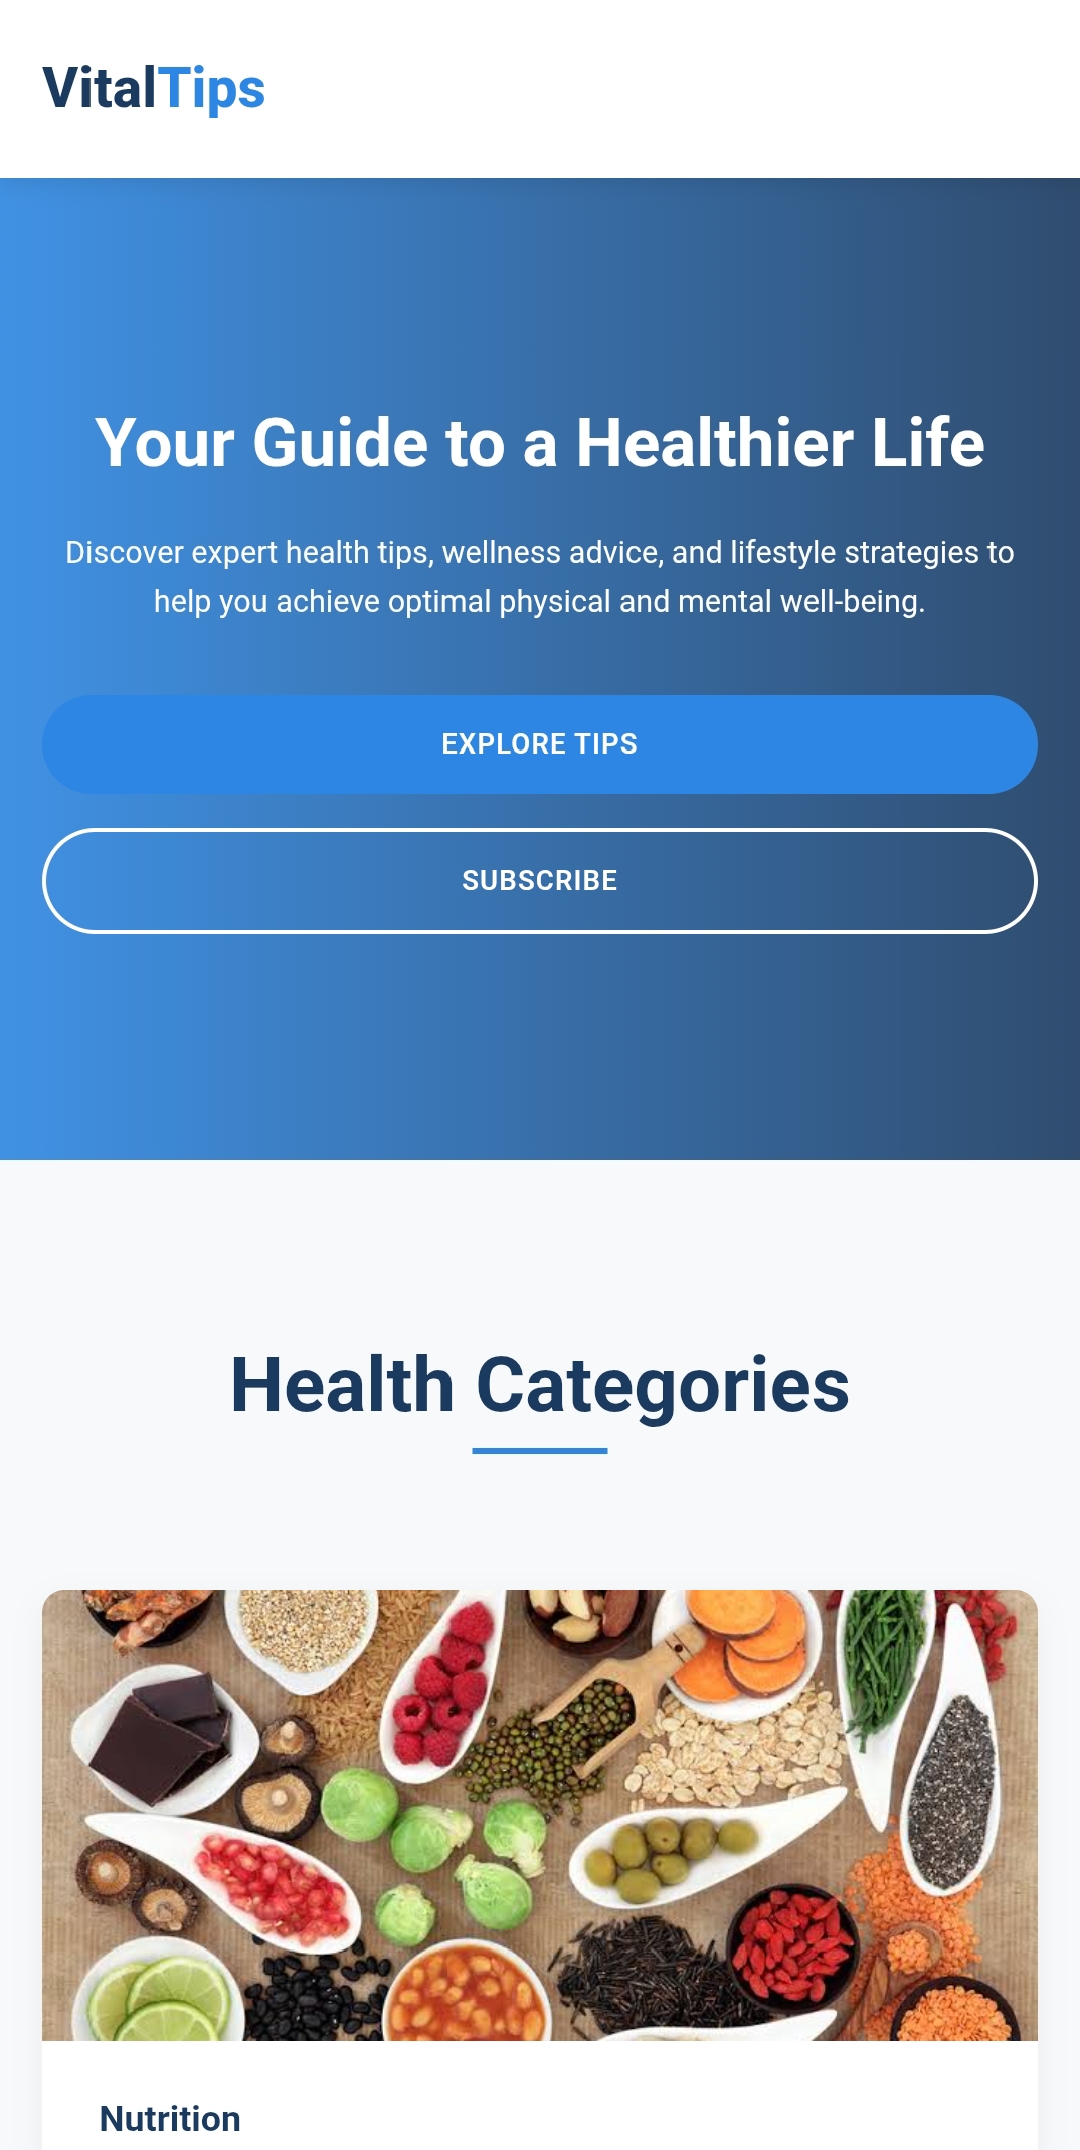 VitalTips
Your Guide to a Healthier Life
Discover expert health tips, wellness advice, and lifestyle strategies to
help you achieve optimal physical and mental well-being.
EXPLORE TIPS
SUBSCRIBE
Health Categories
Nutrition